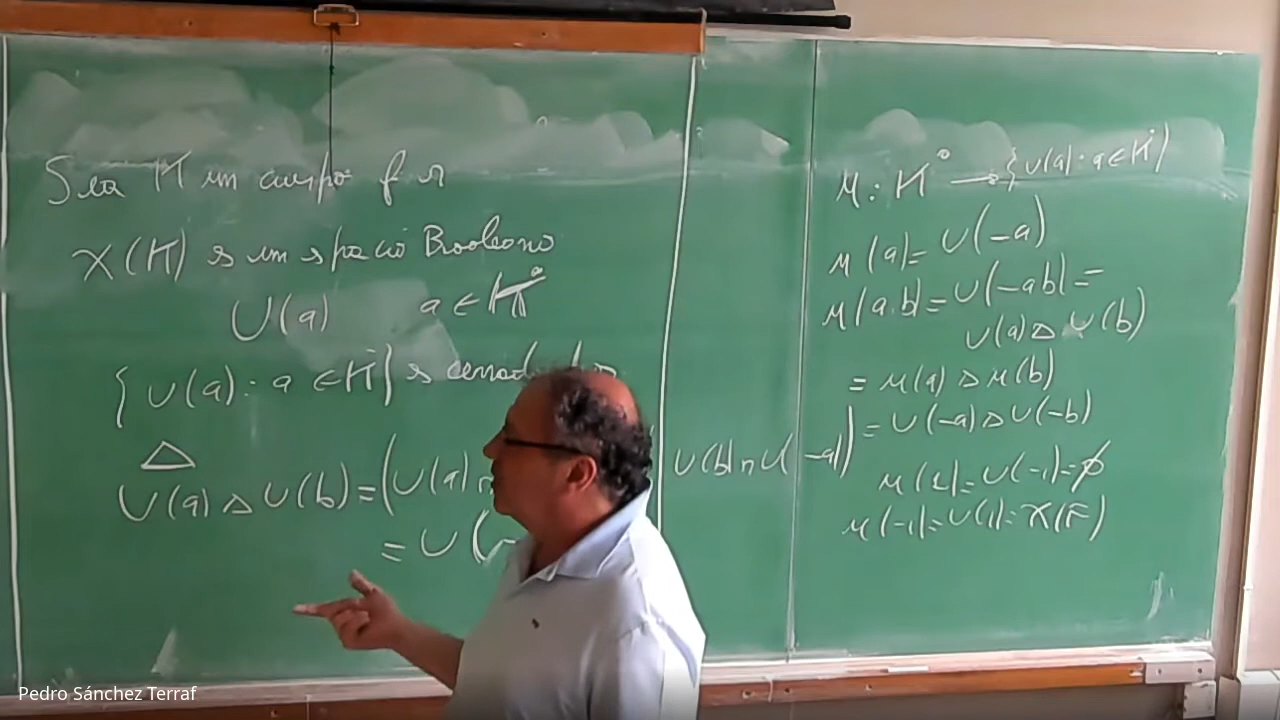 Sea K un cuerpo f r
X(K) es un espacio Booleano
U(a) a ∈ K°
{U(a) : a ∈ K̇} es cerrado
△
U(a) △ U(b) = (U(a) ∩ U(b) ∩ U(-a))
= U(-
μ : K° → {U(a) : a ∈ K̇}
μ(a) = U(-a)
μ(a.b) = U(-ab) =
U(a) △ U(b)
= μ(a) △ μ(b)
= U(-a) △ U(-b)
μ(1) = U(-1) = ∅
μ(-1) = U(1) = X(F)
Pedro Sánchez Terraf